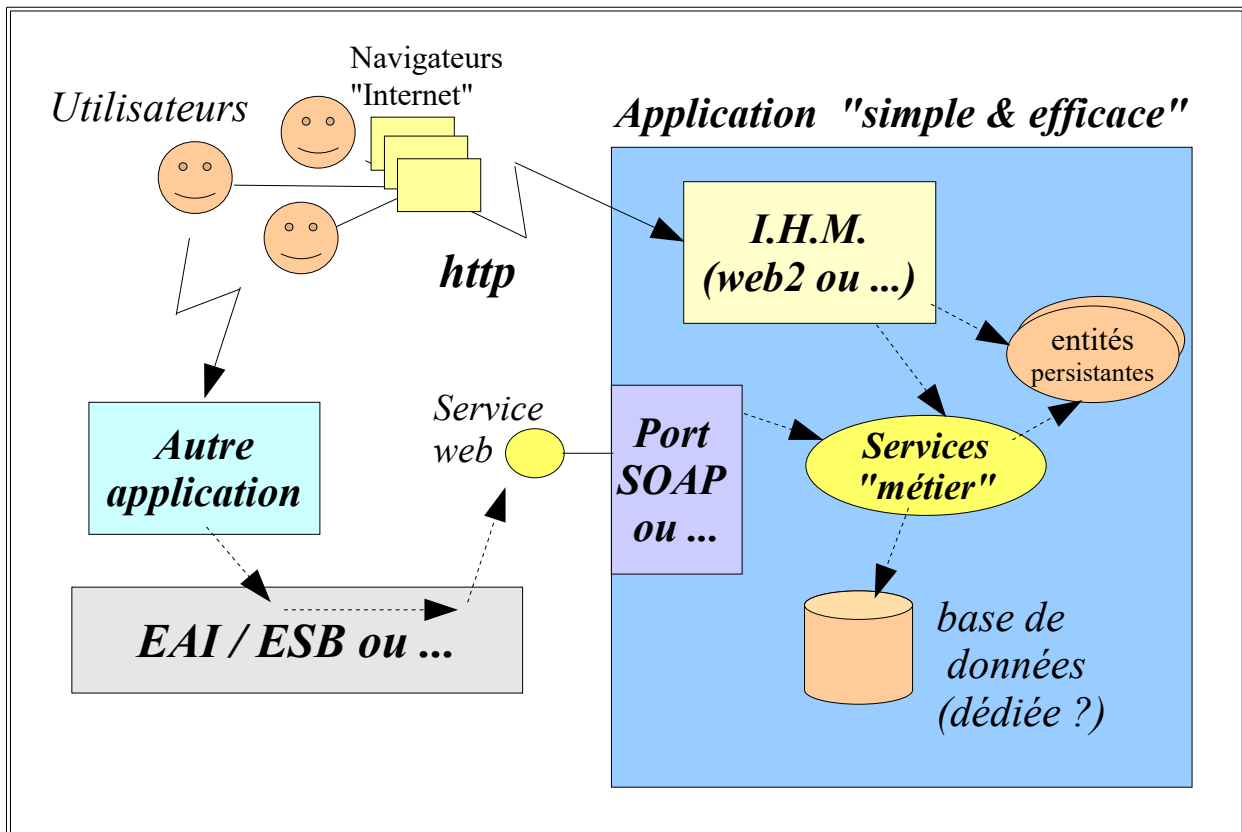 Navigateurs
"Internet"
Utilisateurs
Application "simple & efficace"
I.H.M.
(web2 ou ...)
http
entités
persistantes
Service
web
Port
SOAP
ou ...
Services
"métier"
Autre
application
EAI / ESB ou ...
base de
données
(dédiée ?)